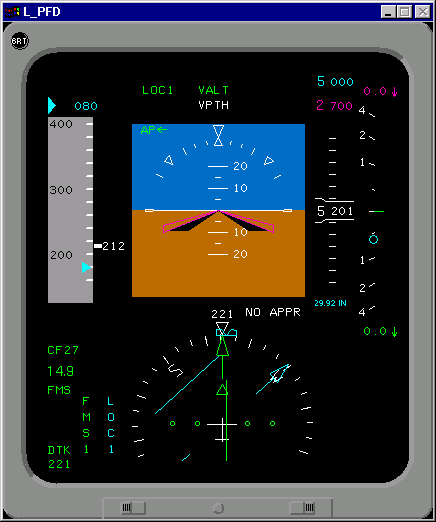 L_PFD
BRT
LOC1 VALT
VPTH
5 000
2 700
0.0
080
400
300
200
212
AP
20
10
10
20
4
2
1
1
2
4
5 201
29.92 IN
0.0
221 NO APPR
CF27
14.9
FMS
F L
M O
S C
1 1
DTK
221